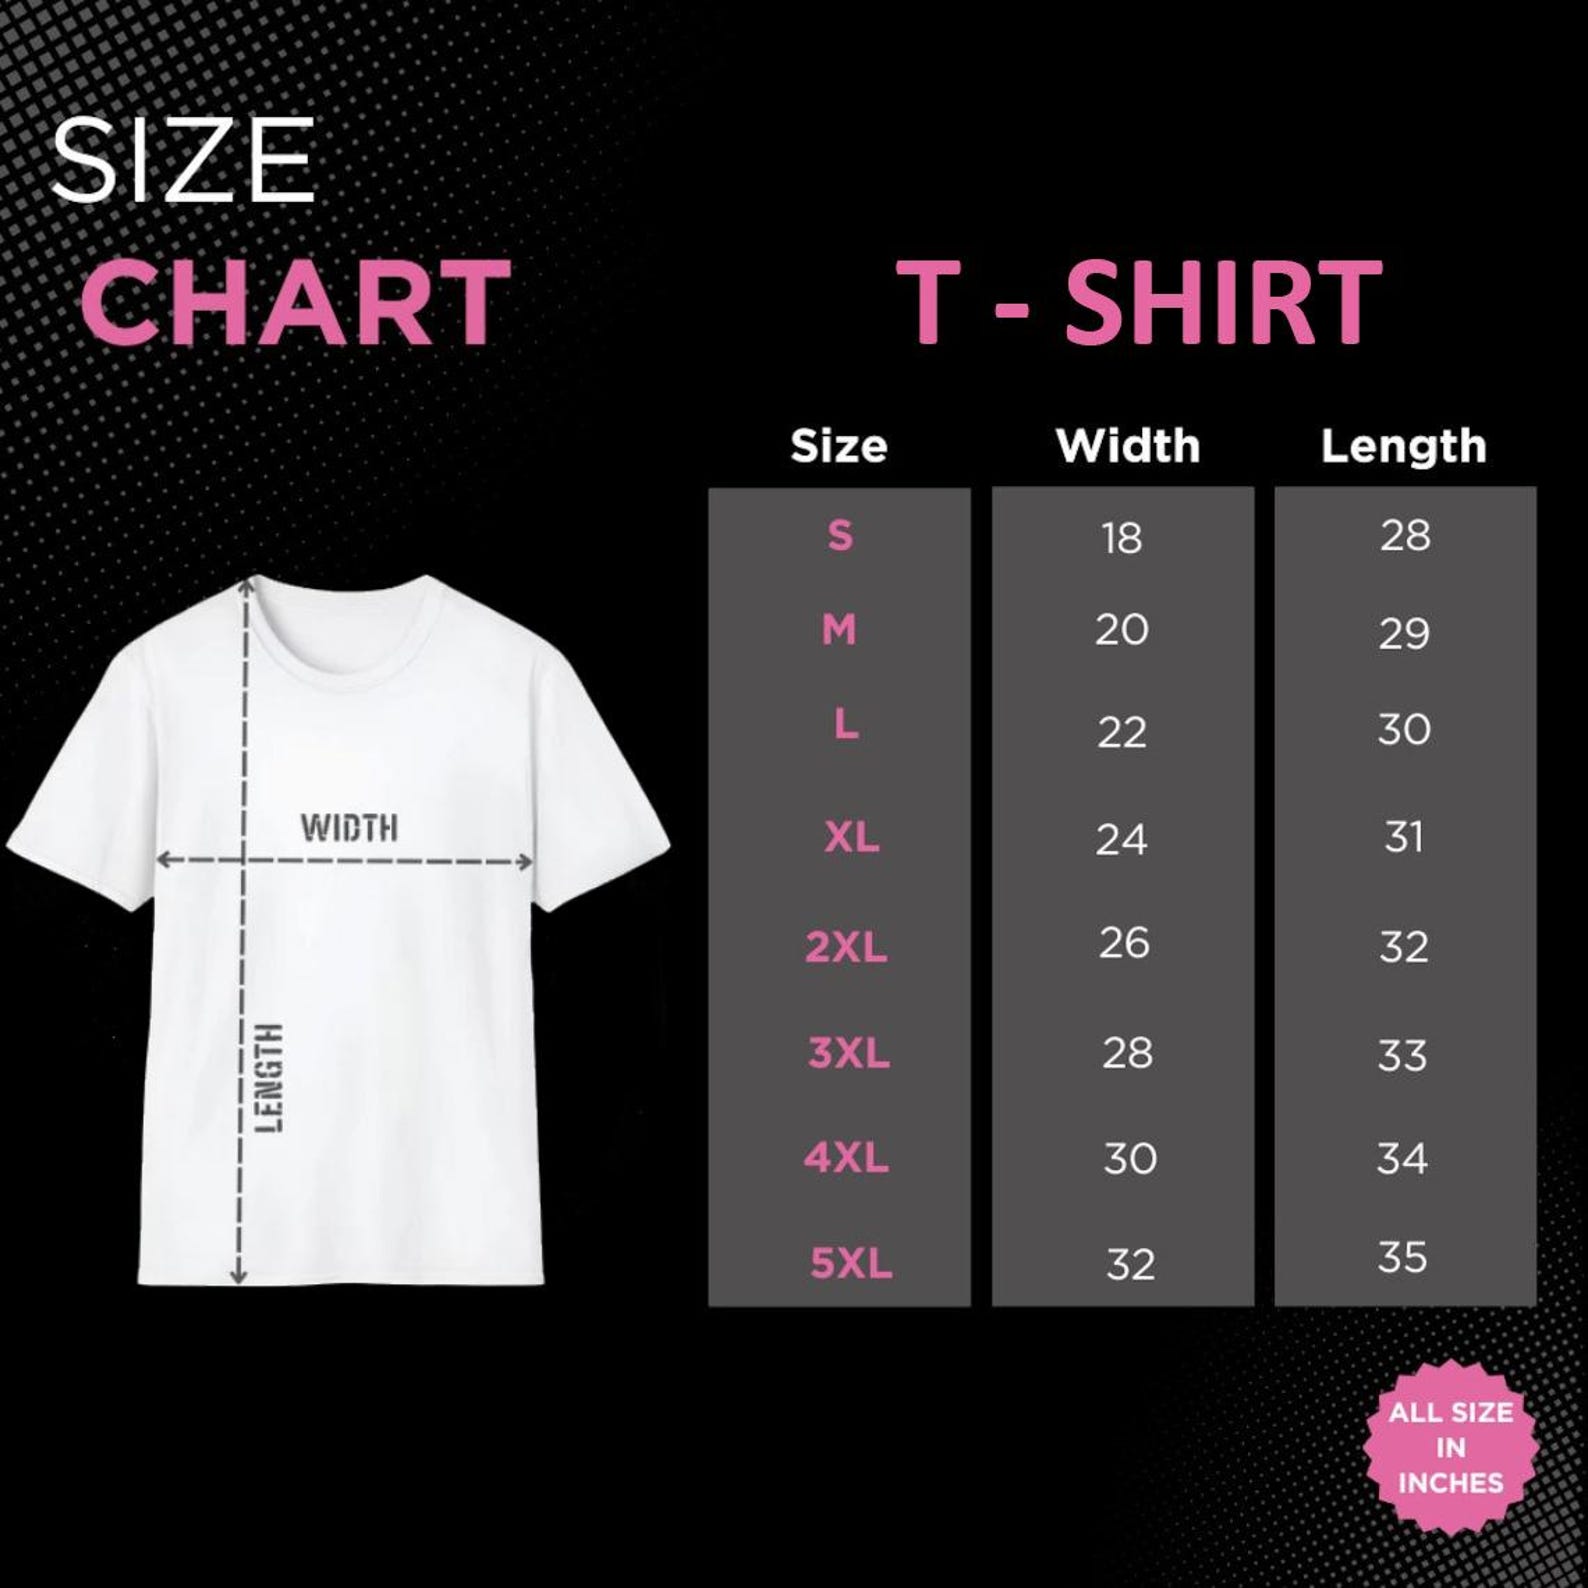 SIZE
CHART
T - SHIRT
Size Width Length
S 18 28
M 20 29
L 22 30
XL 24 31
2XL 26 32
3XL 28 33
4XL 30 34
5XL 32 35
WIDTH
LENGTH
ALL SIZE
IN
INCHES